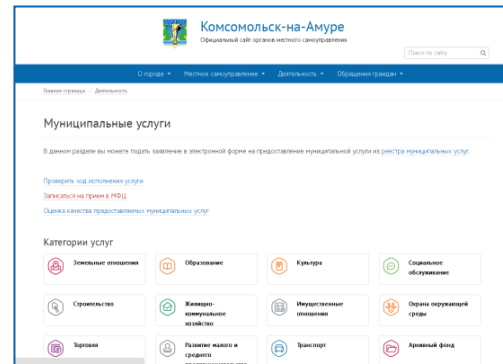 Комсомольск-на-Амуре
Официальный сайт органов местного самоуправления
Поиск по сайту
О городе Местное самоуправление Деятельность Обращения граждан
Главная страница / Деятельность
Муниципальные услуги
В данном разделе вы можете подать заявление в электронной форме на предоставление муниципальной услуги из реестра муниципальных услуг.
Проверить ход исполнения услуги
Записаться на прием в МФЦ
Оценка качества предоставляемых муниципальных услуг
Категории услуг
Земельные отношения
Образование
Культура
Социальное
обслуживание
Строительство
Жилищно-
коммунальное
хозяйство
Имущественные
отношения
Охрана окружающей
среды
Торговля
Развитие малого и
среднего
Транспорт
Архивный фонд